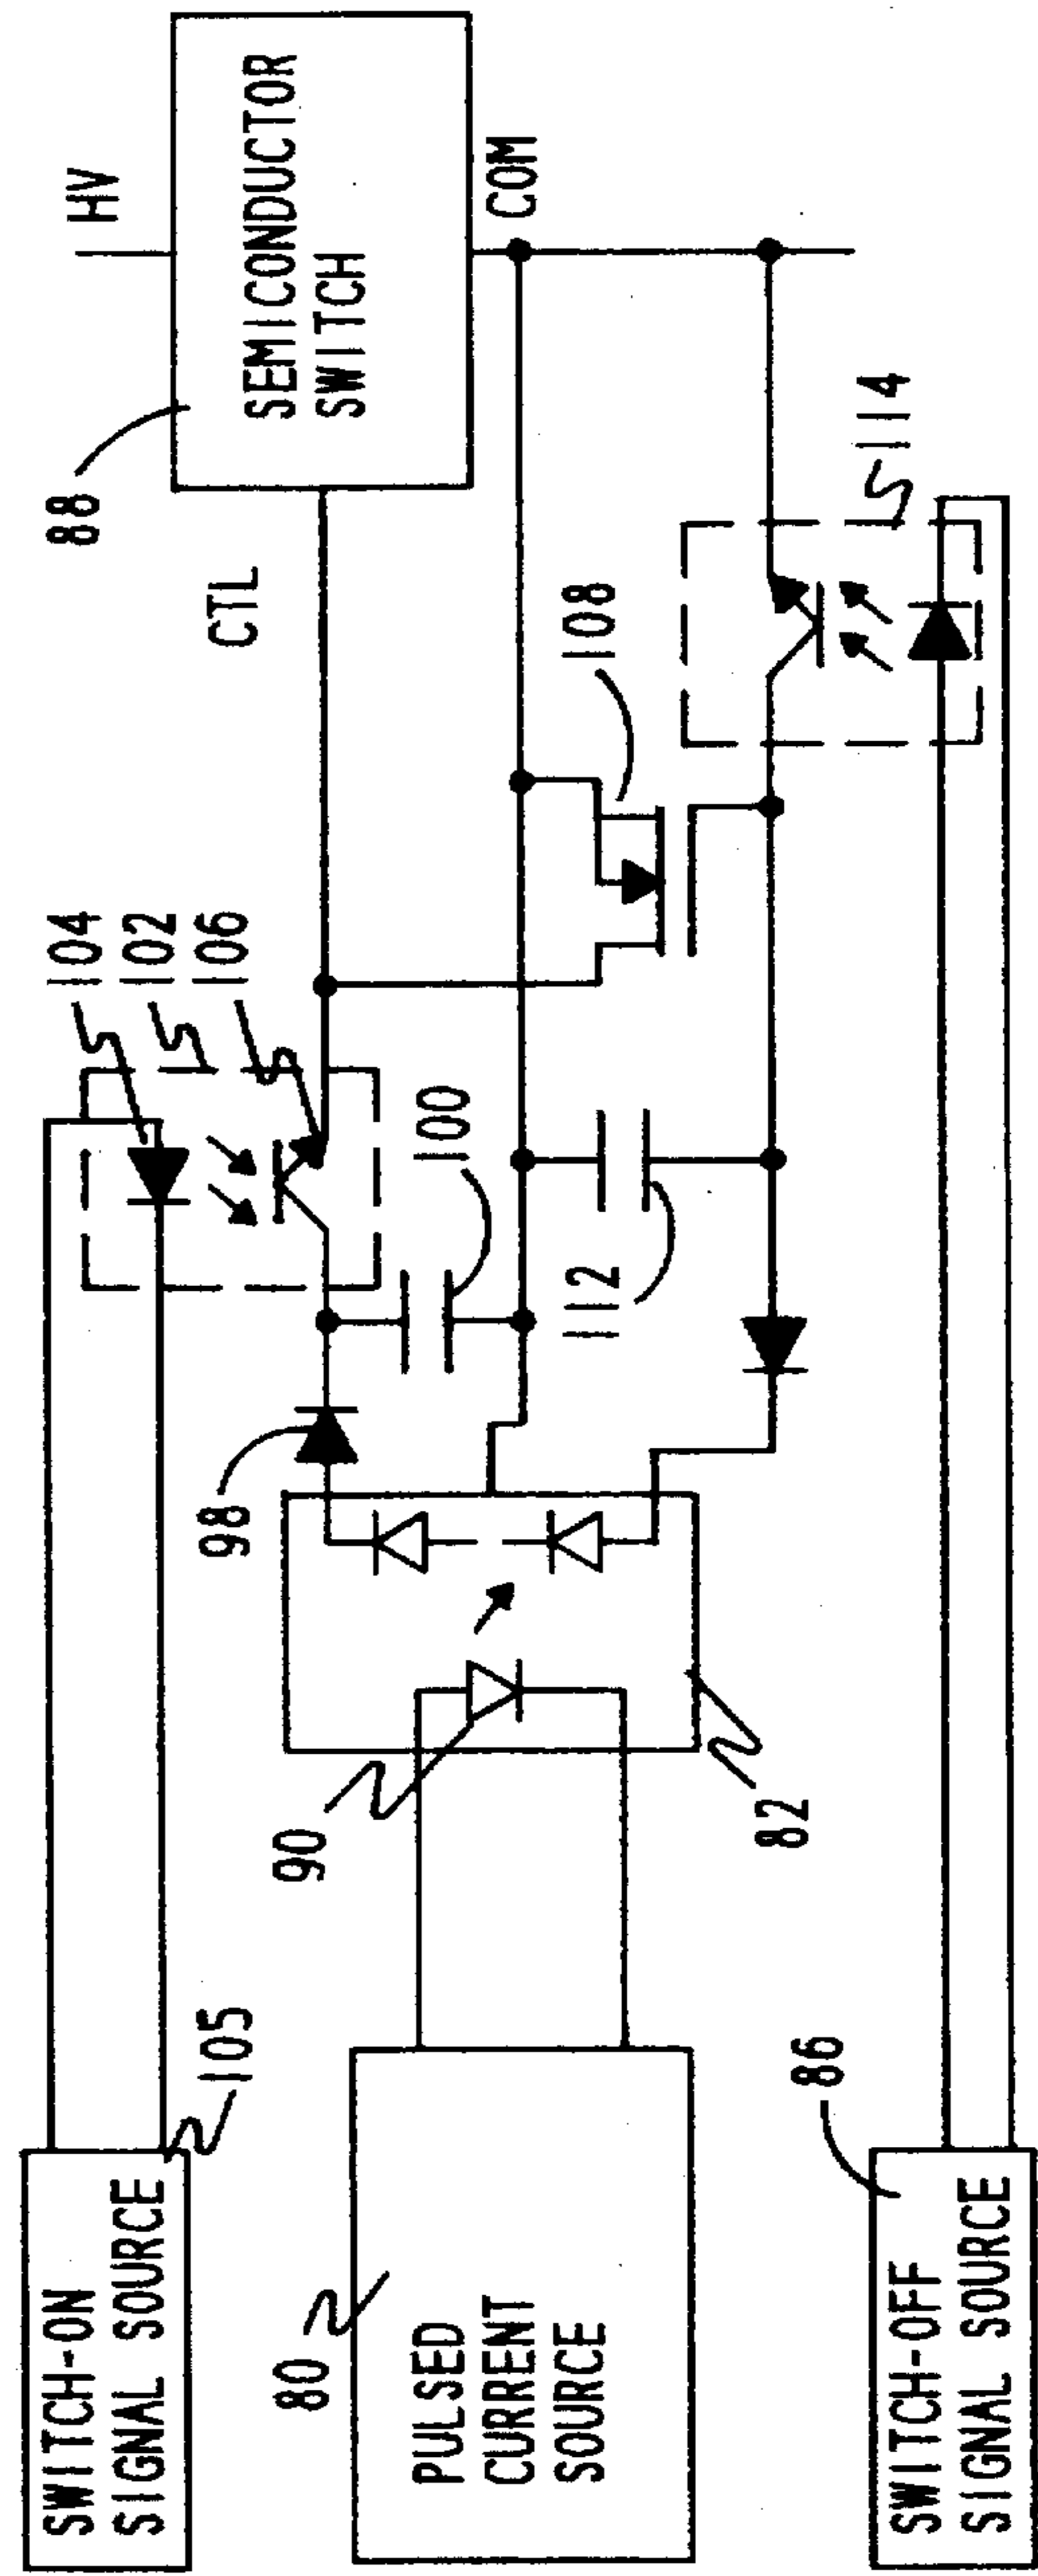 SWITCH-ON
SIGNAL SOURCE
105
104
102
106
HV
88
SEMICONDUCTOR
SWITCH
CTL
COM
98
100
90
80
PULSED
CURRENT
SOURCE
82
112
108
114
86
SWITCH-OFF
SIGNAL SOURCE